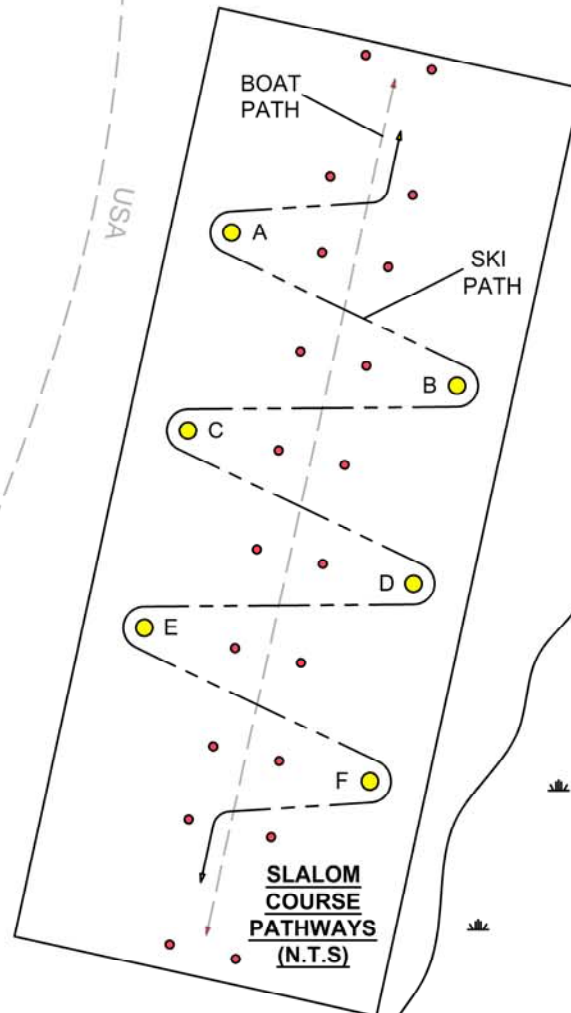 BOAT
PATH
USA
A
SKI
PATH
B
C
D
E
F
SLALOM
COURSE
PATHWAYS
(N.T.S)